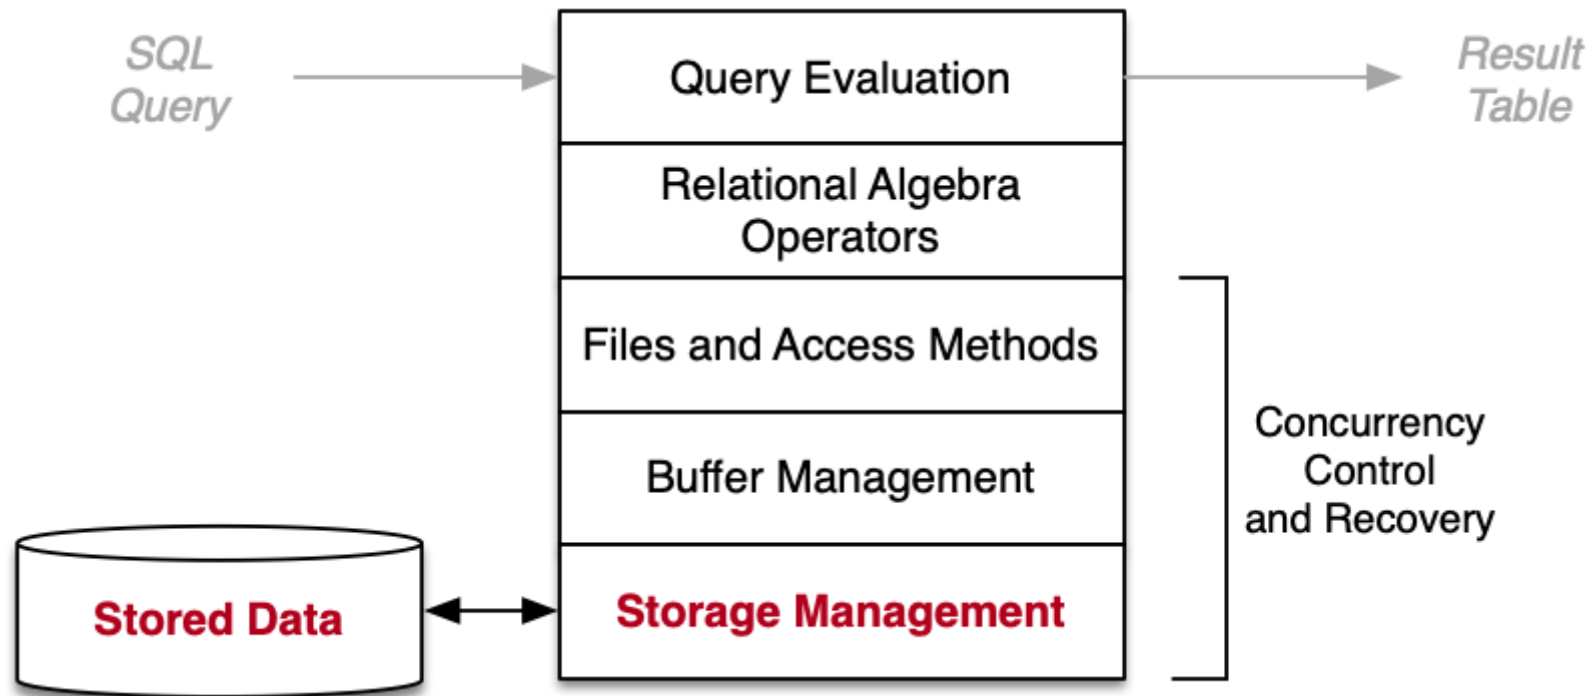 SQL
Query
Query Evaluation
Result
Table
Relational Algebra
Operators
Files and Access Methods
Buffer Management
Concurrency
Control
and Recovery
Stored Data
Storage Management